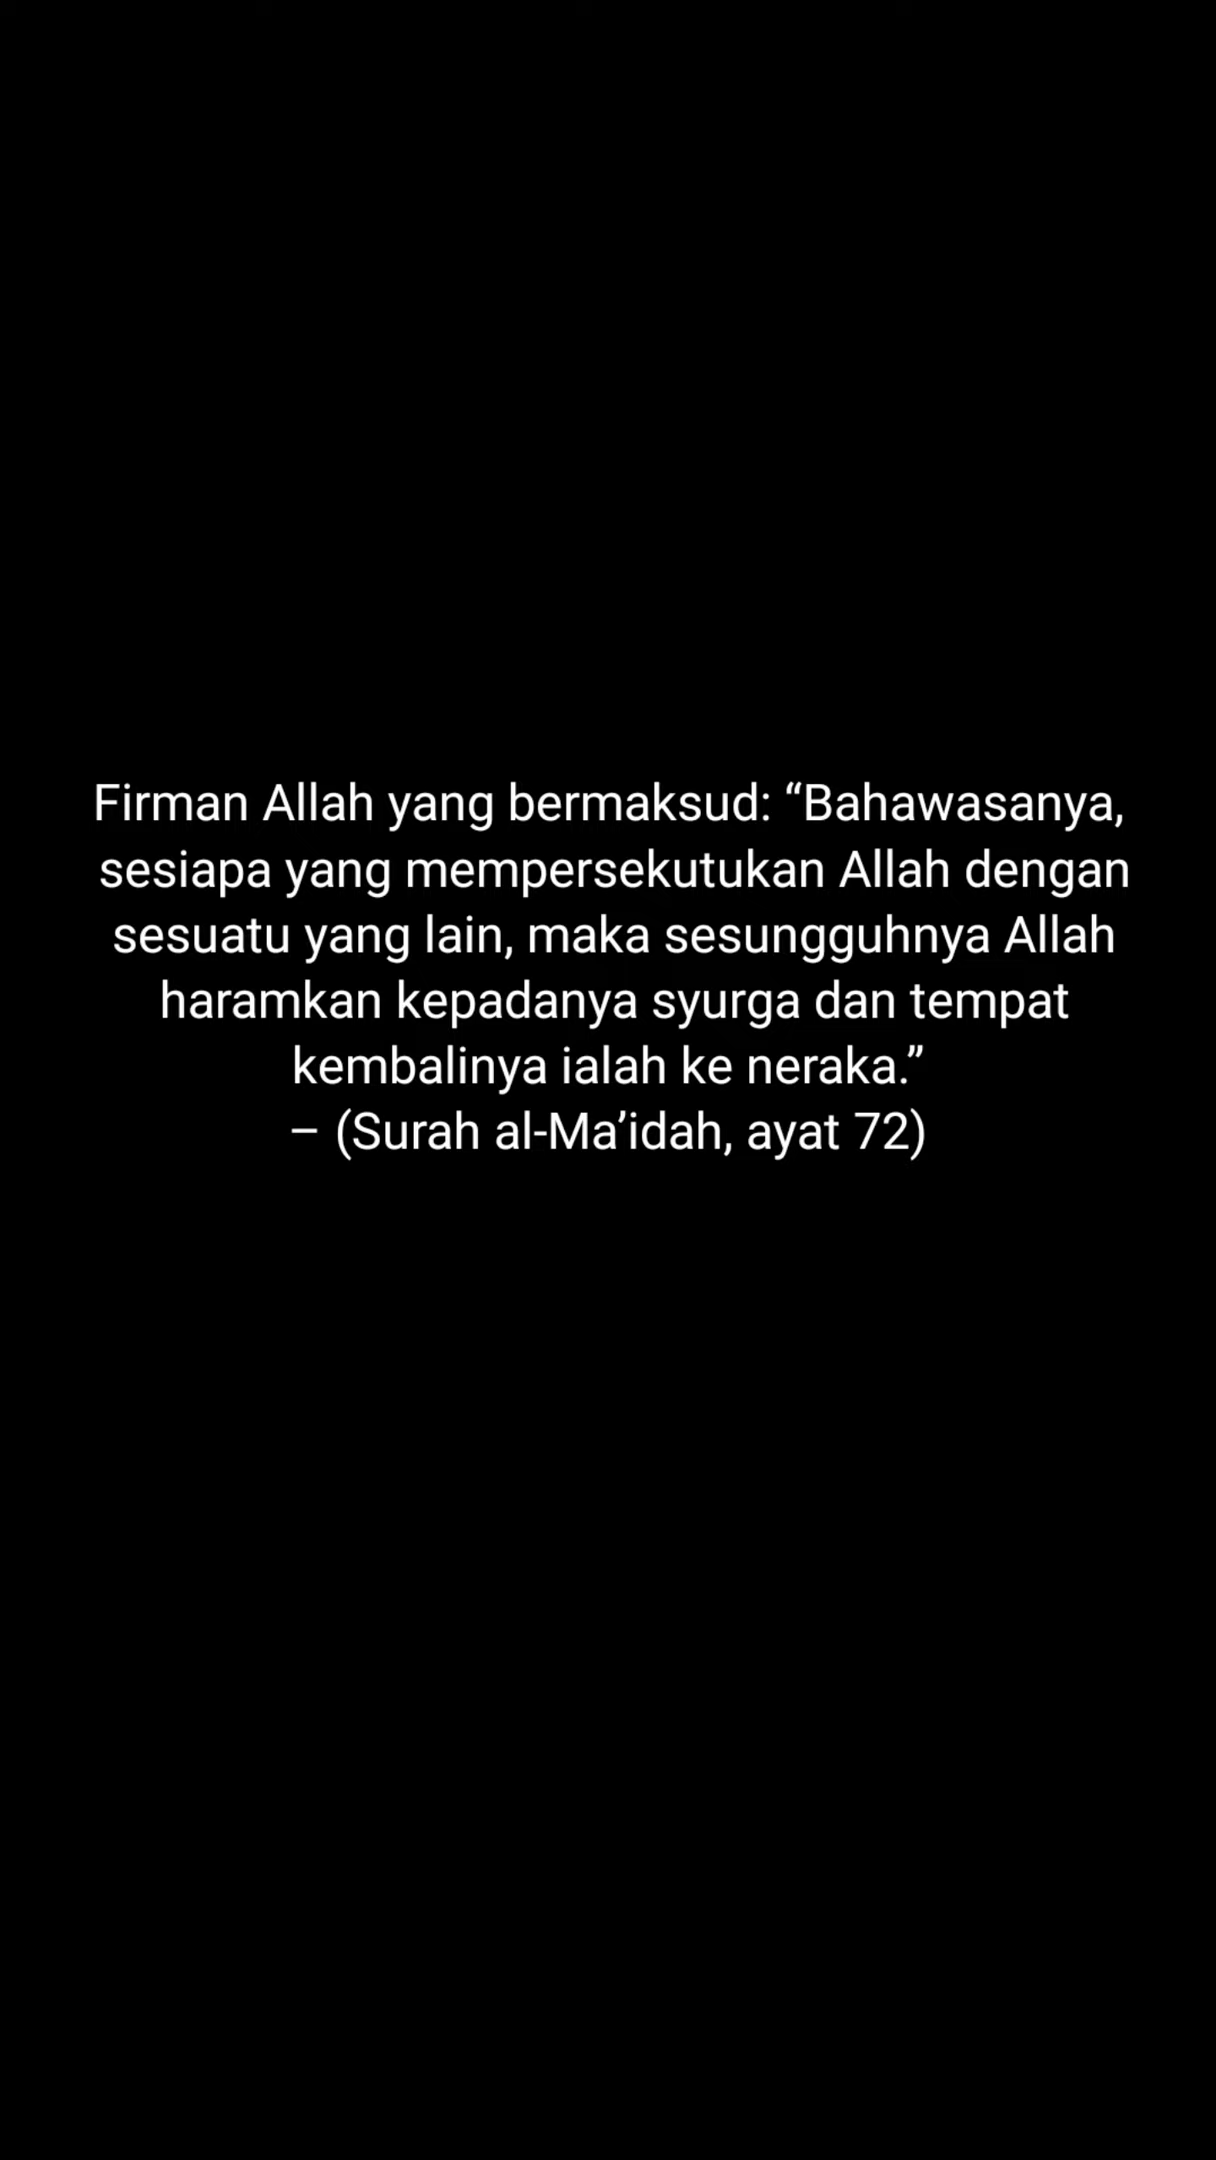 Firman Allah yang bermaksud: “Bahawasanya,
sesiapa yang mempersekutukan Allah dengan
sesuatu yang lain, maka sesungguhnya Allah
haramkan kepadanya syurga dan tempat
kembalinya ialah ke neraka.”
– (Surah al-Ma’idah, ayat 72)